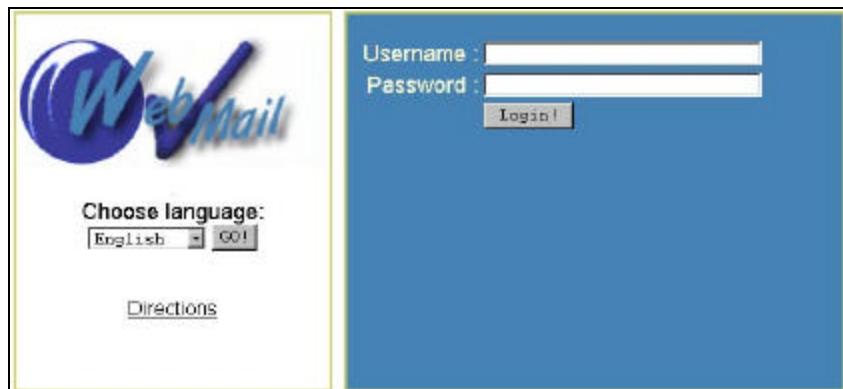 WebMail
Choose language:
English GO!
Directions
Username :
Password :
Login!